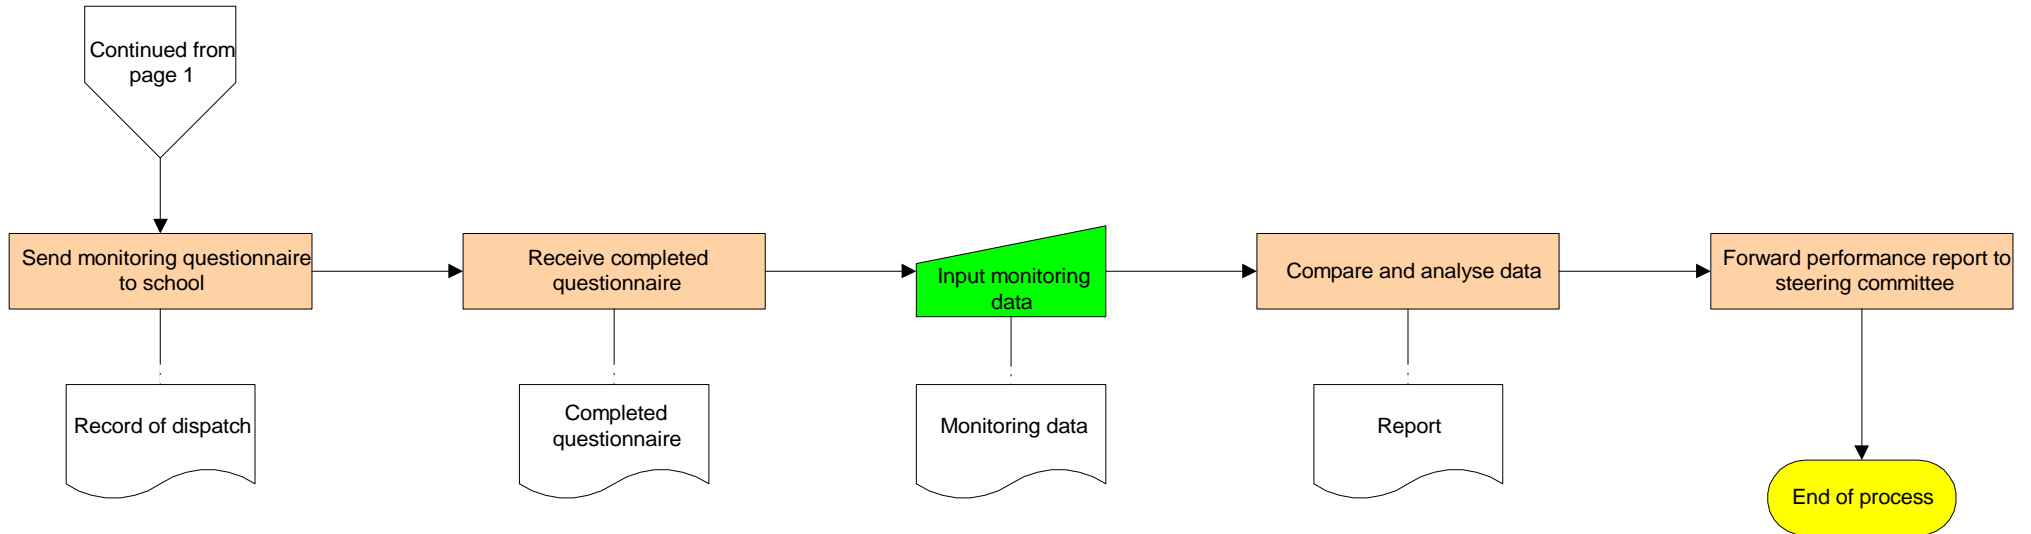 Continued from
page 1
Send monitoring questionnaire
to school
Receive completed
questionnaire
Input monitoring
data
Compare and analyse data
Forward performance report to
steering committee
Record of dispatch
Completed
questionnaire
Monitoring data
Report
End of process